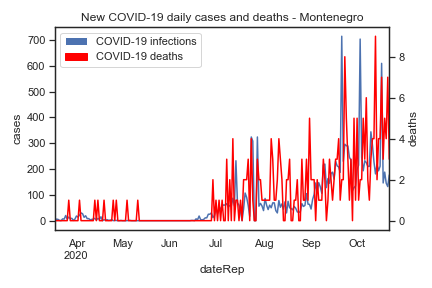 New COVID-19 daily cases and deaths - Montenegro
COVID-19 infections
COVID-19 deaths
700
600
500
400
300
200
100
0
cases
8
6
4
2
0
deaths
Apr
2020
May
Jun
Jul
Aug
Sep
Oct
dateRep